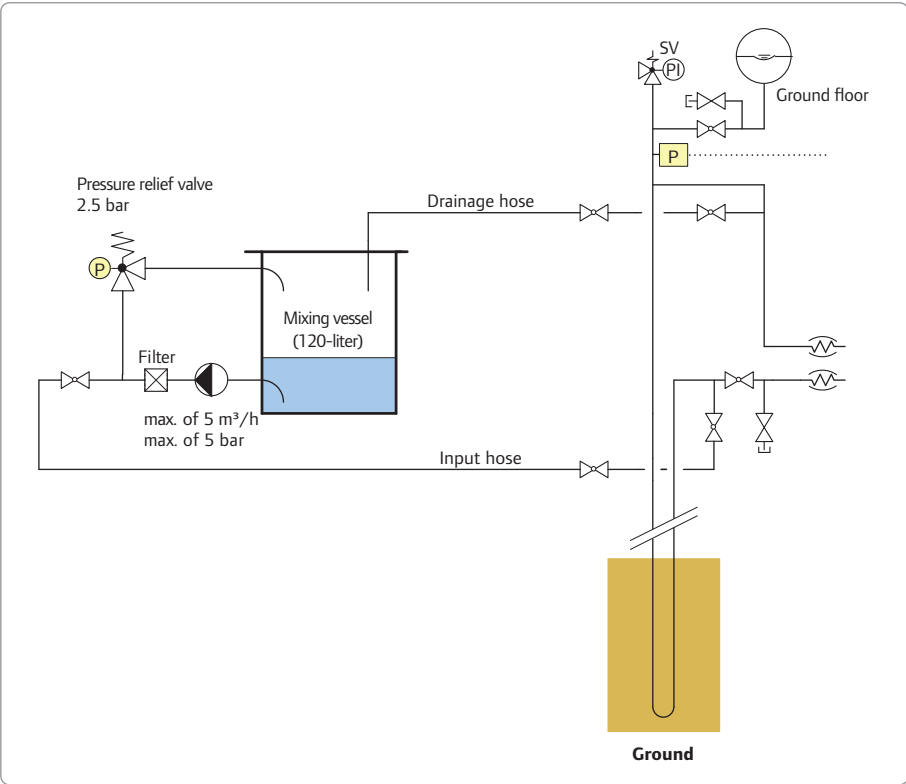 SV
PI
Ground floor
P
Pressure relief valve
2.5 bar
Drainage hose
P
Mixing vessel
(120-liter)
Filter
max. of 5 m³/h
max. of 5 bar
Input hose
Ground